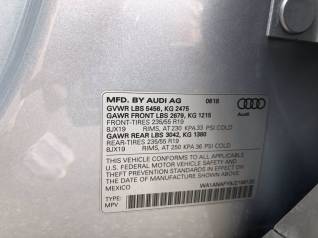 MFD. BY AUDI AG 08/18
GVWR LBS 5456, KG 2475
GAWR FRONT LBS 2679, KG 1215
FRONT-TIRES 235/55 R19
8JX19 RIMS, AT 230 KPA 33 PSI COLD
GAWR REAR LBS 3042, KG 1380
REAR-TIRES 235/55 R19
8JX19 RIMS, AT 250 KPA 36 PSI COLD
THIS VEHICLE CONFORMS TO ALL APPLICABLE U.S.
FEDERAL MOTOR VEHICLE SAFETY STANDARDS IN
EFFECT ON THE DATE OF MANUFACTURE SHOWN ABOVE.
MEXICO
TYPE:
MPV